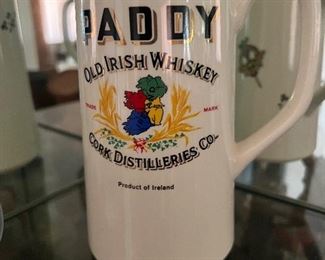 PADDY
OLD IRISH WHISKEY
TRADE MARK
CORK DISTILLERIES CO.
Product of Ireland